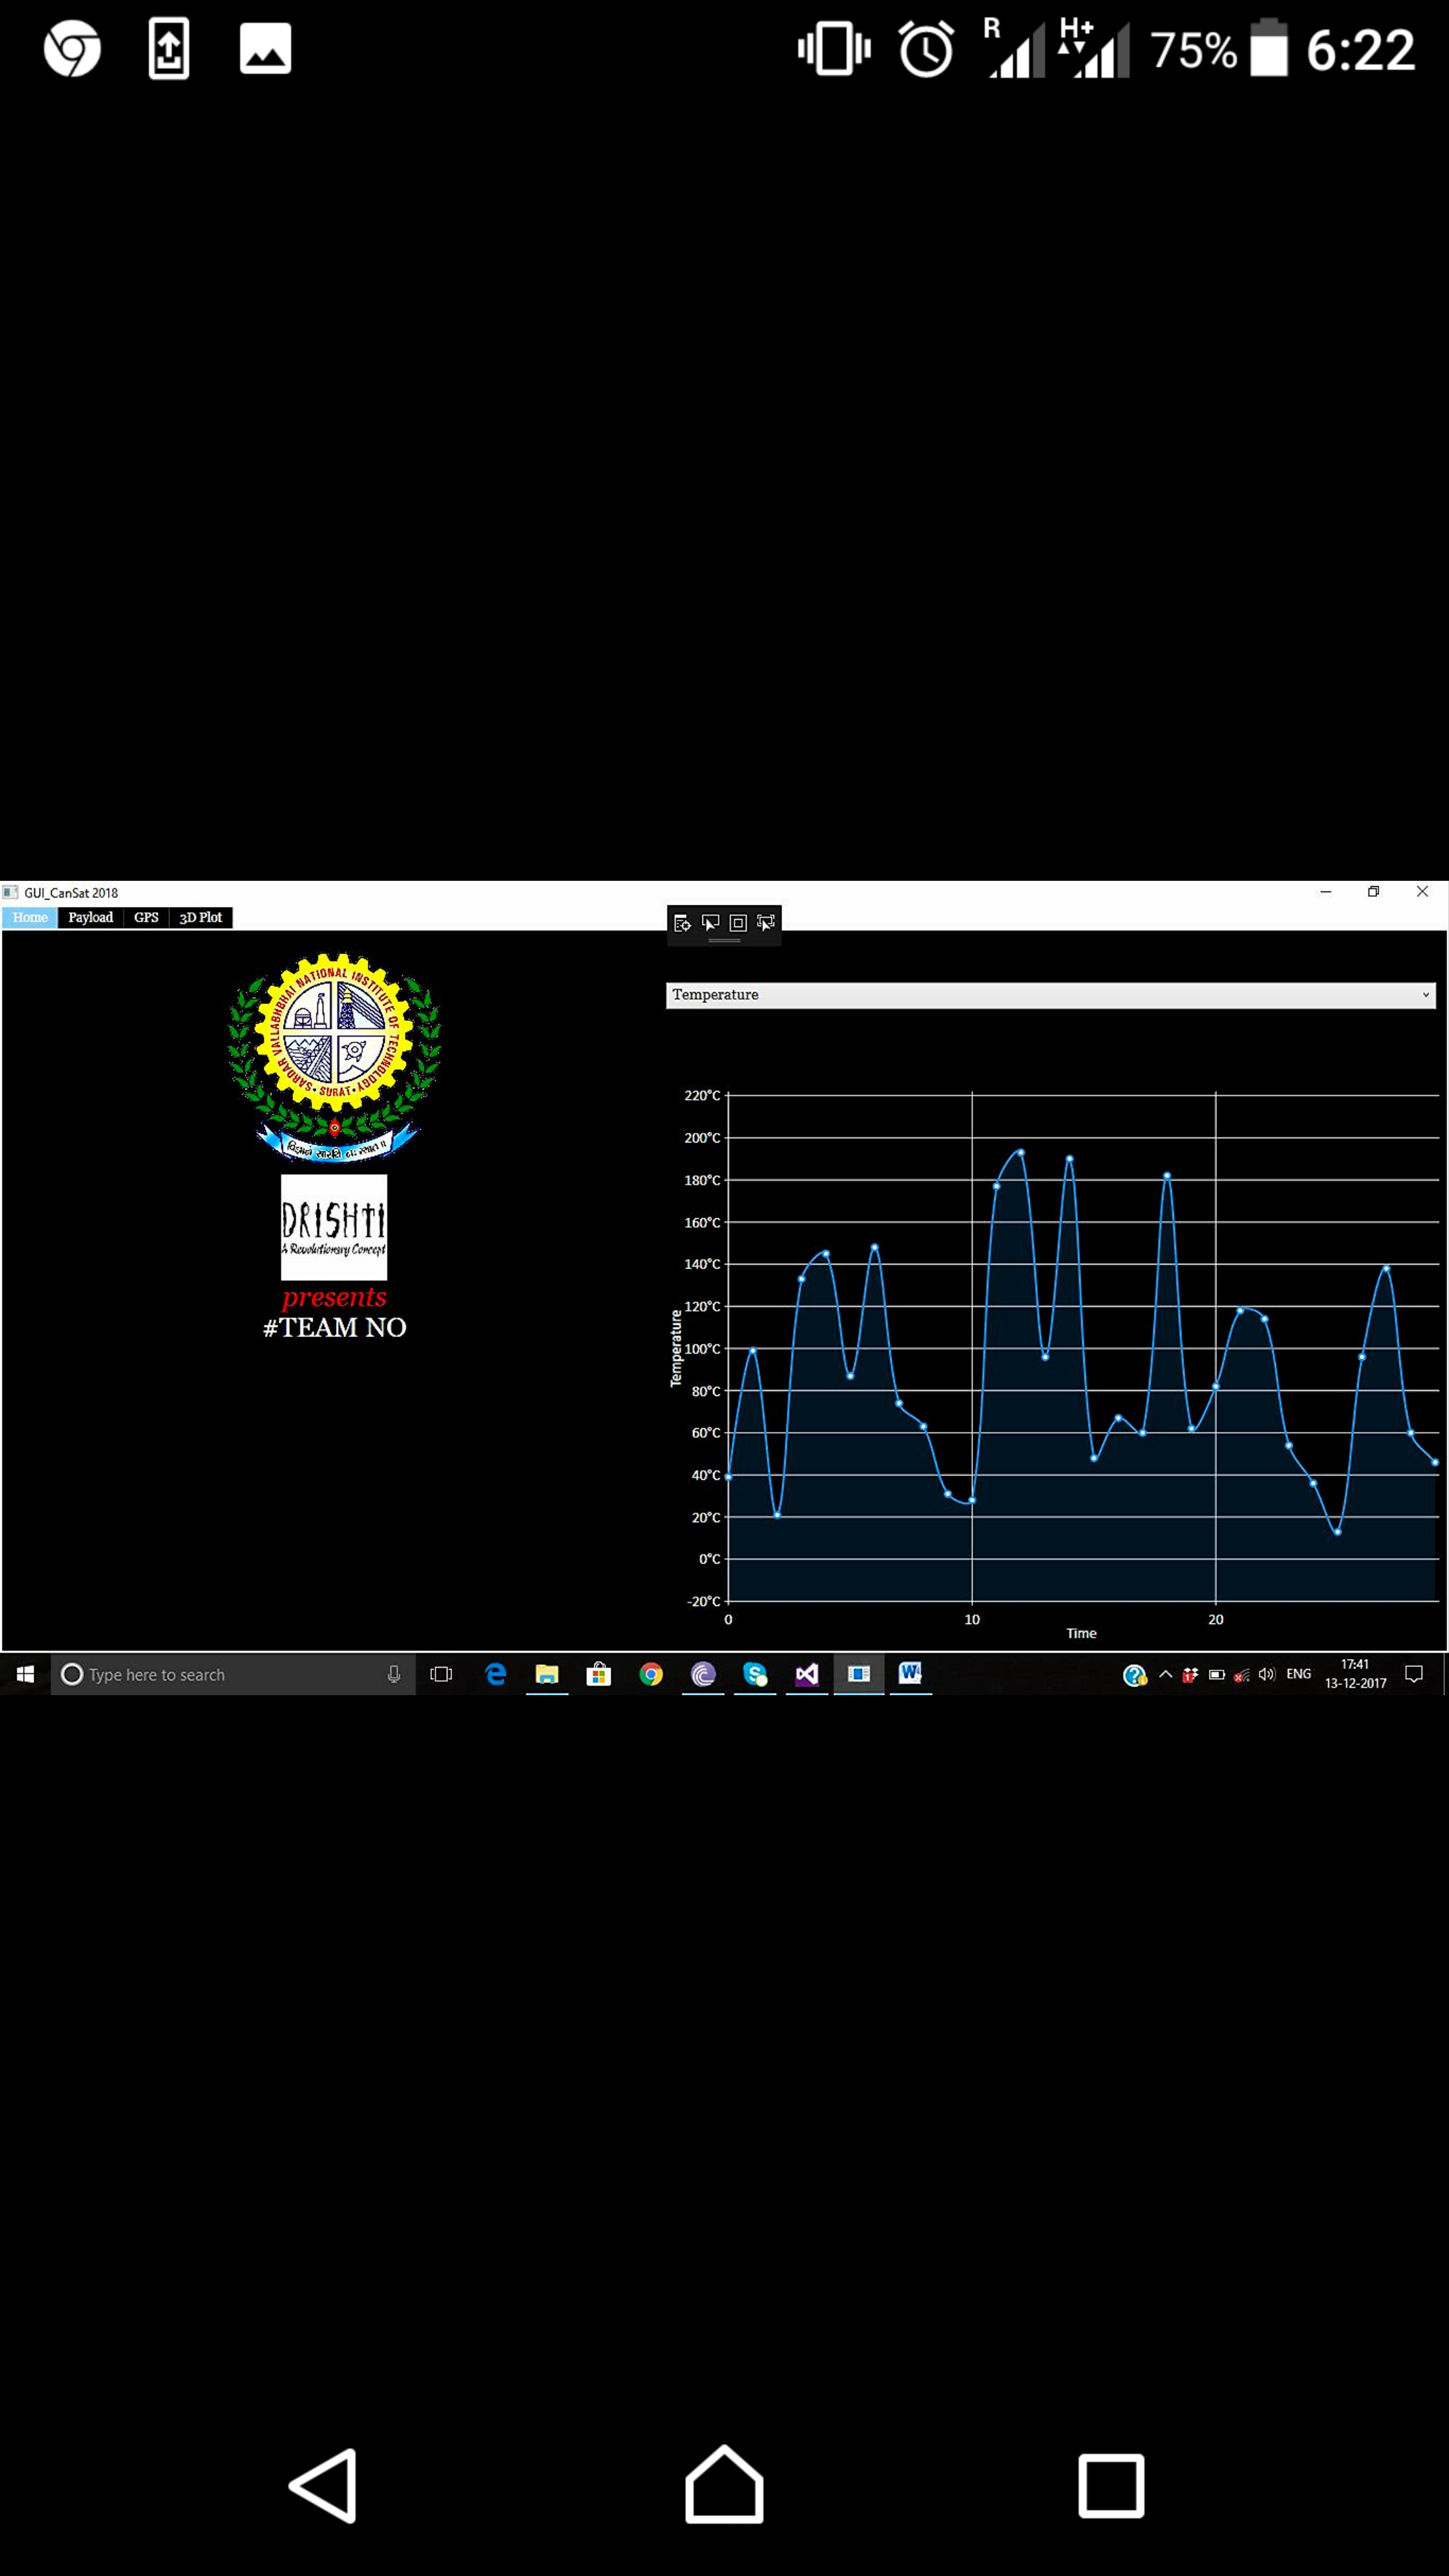 R H+ 75% 6:22
GUI_CanSat 2018
Home Payload GPS 3D Plot
SARDAR VALLABHBHAI NATIONAL INSTITUTE OF TECHNOLOGY
SURAT
DRISHTI
A Revolutionary Concept
presents
#TEAM NO
Temperature
220°C
200°C
180°C
160°C
140°C
120°C
100°C
80°C
60°C
40°C
20°C
0°C
-20°C
Temperature
0 10 20
Time
Type here to search
ENG
17:41
13-12-2017